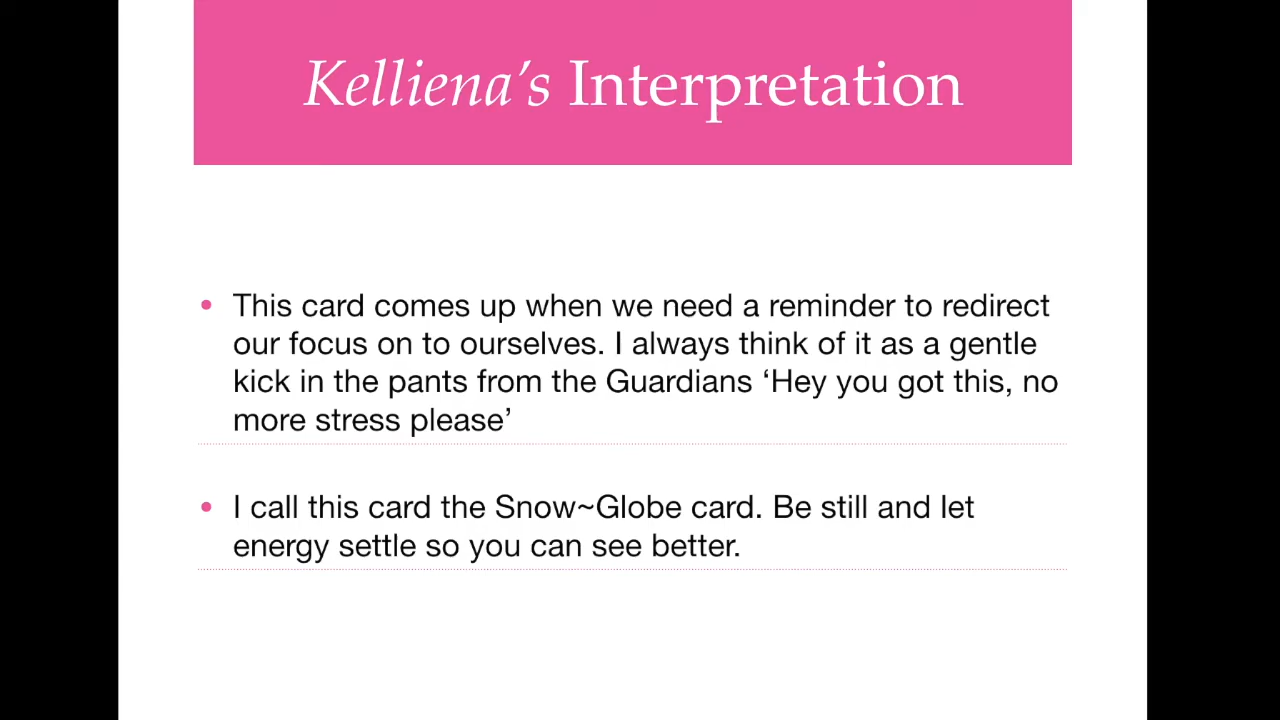 Kelliena’s Interpretation
• This card comes up when we need a reminder to redirect
our focus on to ourselves. I always think of it as a gentle
kick in the pants from the Guardians ‘Hey you got this, no
more stress please’
• I call this card the Snow~Globe card. Be still and let
energy settle so you can see better.